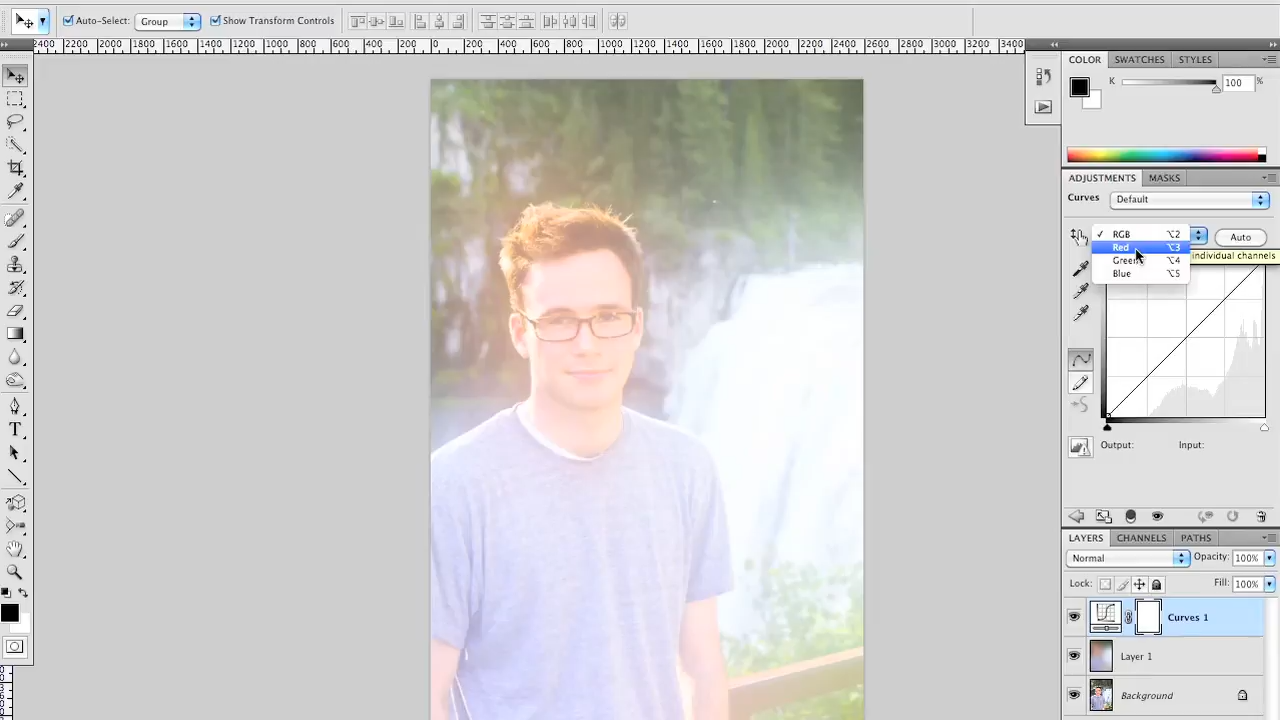 Auto-Select: Group Show Transform Controls
2400 2200 2000 1800 1600 1400 1200 1000 800 600 400 200 0 200 400 600 800 1000 1200 1400 1600 1800 2000 2200 2400 2600 2800 3000 3200 3400
COLOR SWATCHES STYLES
K 100 %
ADJUSTMENTS MASKS
Curves Default
✓ RGB ⌥2
Auto
Red ⌥3
individual channels
Green ⌥4
Blue ⌥5
Output: Input:
LAYERS CHANNELS PATHS
Normal Opacity: 100%
Lock: Fill: 100%
Curves 1
Layer 1
Background